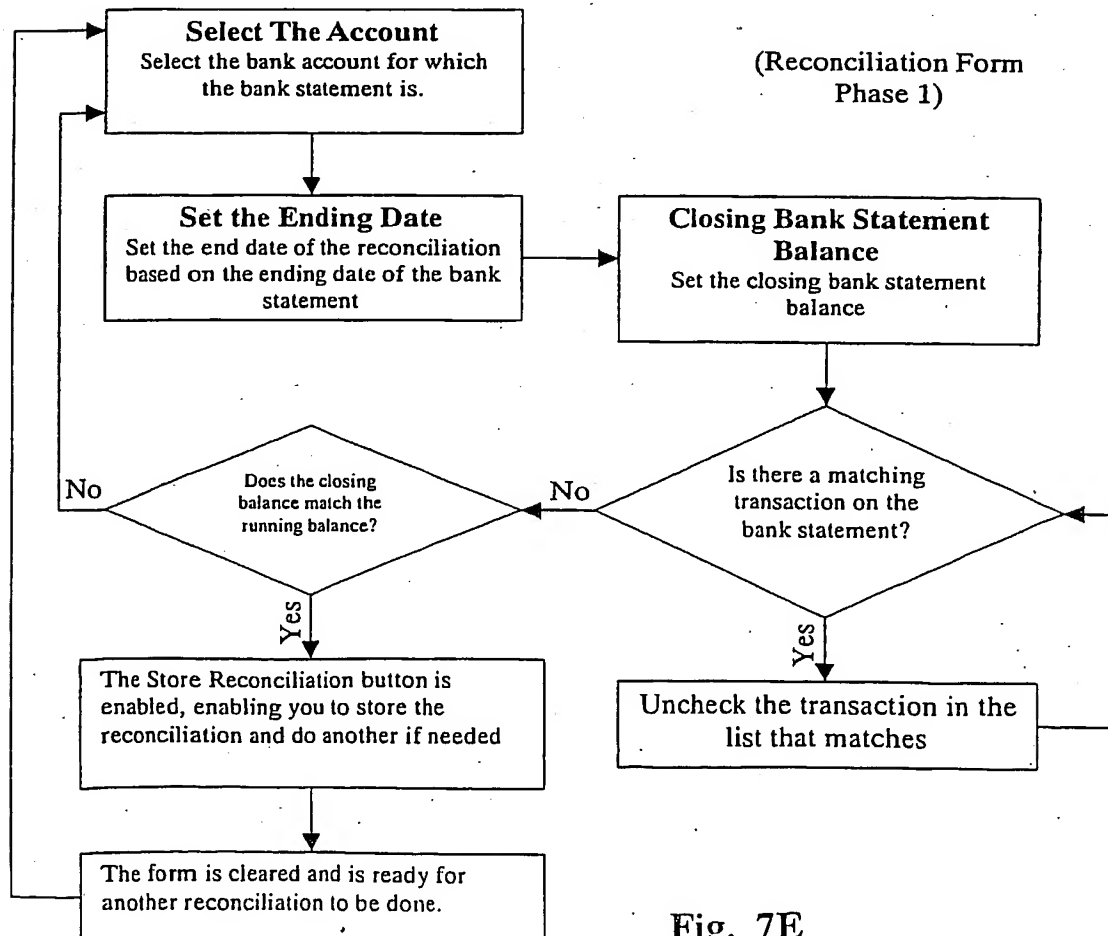 Select The Account
Select the bank account for which
the bank statement is.
(Reconciliation Form
Phase 1)
Set the Ending Date
Set the end date of the reconciliation
based on the ending date of the bank
statement
Closing Bank Statement
Balance
Set the closing bank statement
balance
Is there a matching
transaction on the
bank statement?
No
Does the closing
balance match the
running balance?
No
Yes
Yes
Uncheck the transaction in the
list that matches
The Store Reconciliation button is
enabled, enabling you to store the
reconciliation and do another if needed
The form is cleared and is ready for
another reconciliation to be done.
Fig. 7E